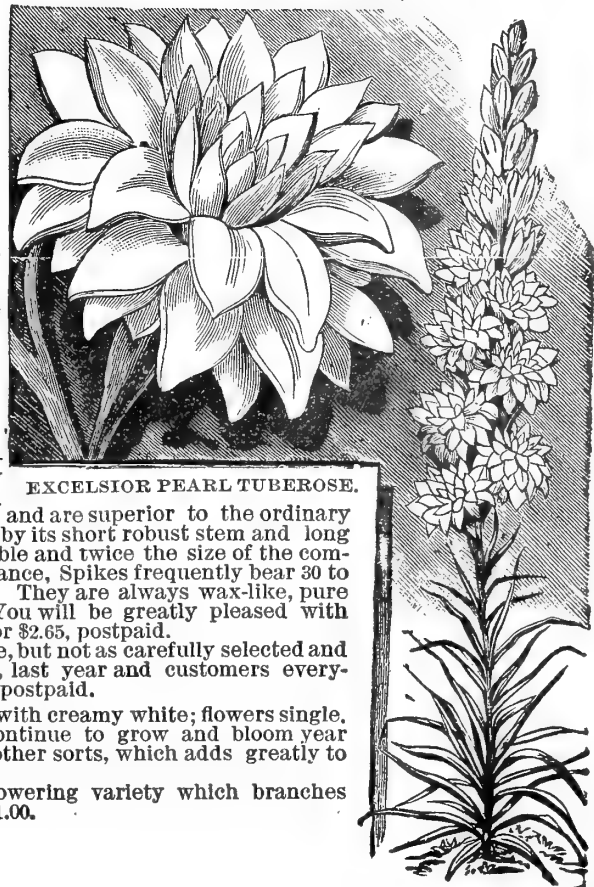 EXCELSIOR PEARL TUBEROSE.
and are superior to the ordinary
by its short robust stem and long
ble and twice the size of the com-
ance, Spikes frequently bear 30 to
They are always wax-like, pure
You will be greatly pleased with
or $2.65, postpaid.
e, but not as carefully selected and
, last year and customers every-
postpaid.
with creamy white; flowers single.
ontinue to grow and bloom year
other sorts, which adds greatly to
owering variety which branches
1.00.